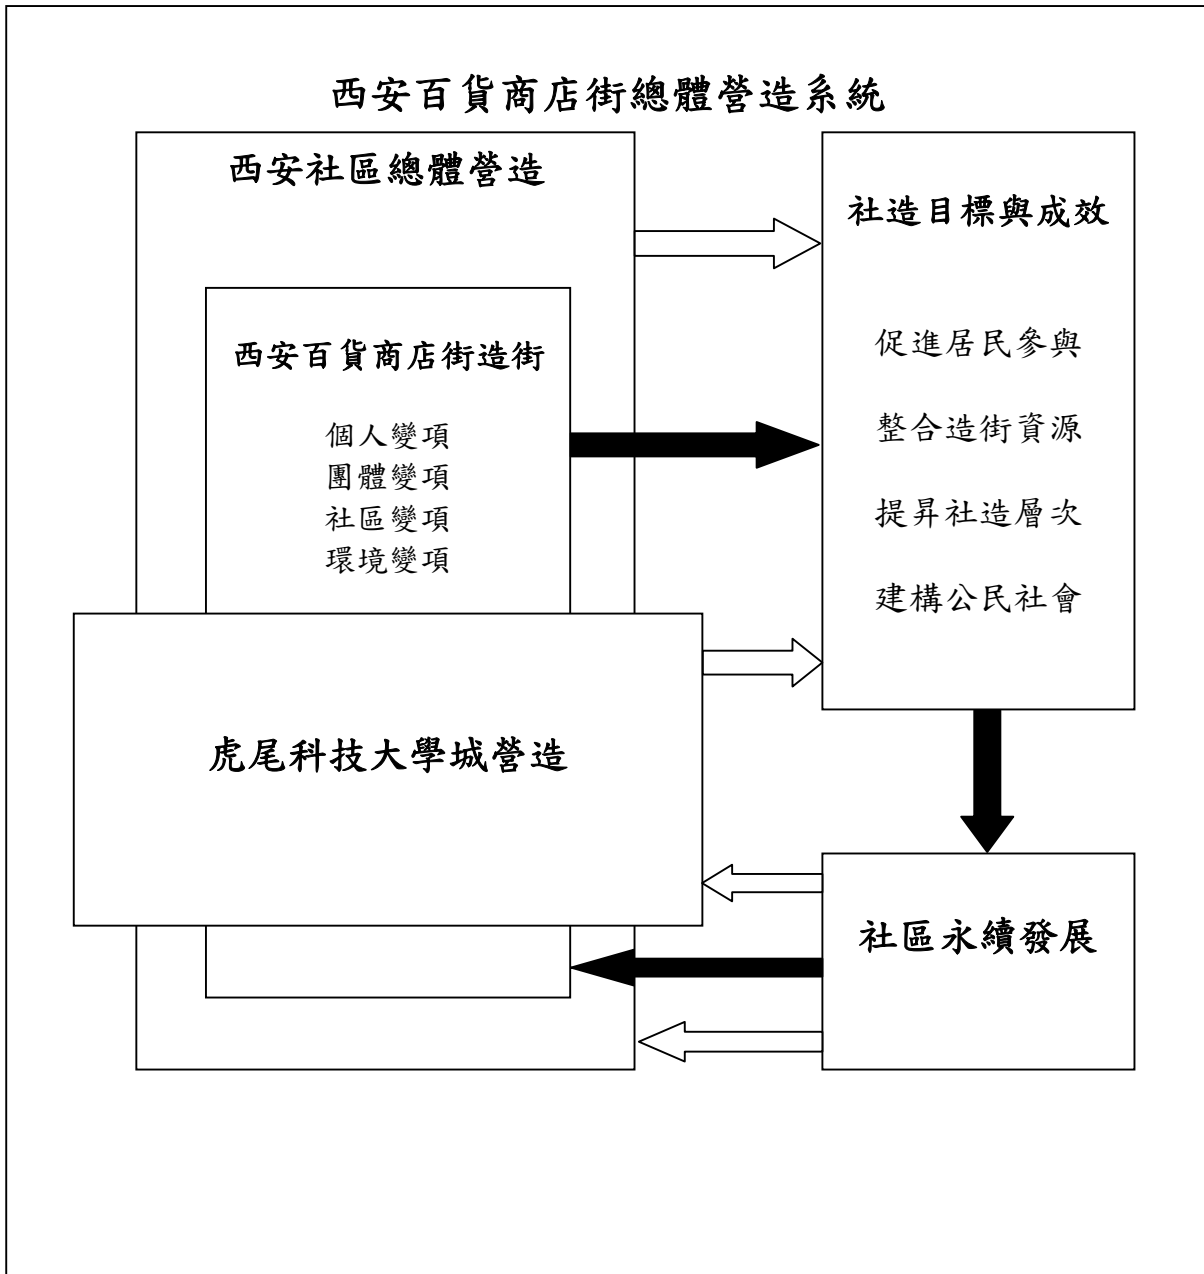 西安百貨商店街總體營造系統
西安社區總體營造
西安百貨商店街造街
個人變項
團體變項
社區變項
環境變項
虎尾科技大學城營造
社造目標與成效
促進居民參與
整合造街資源
提昇社造層次
建構公民社會
社區永續發展